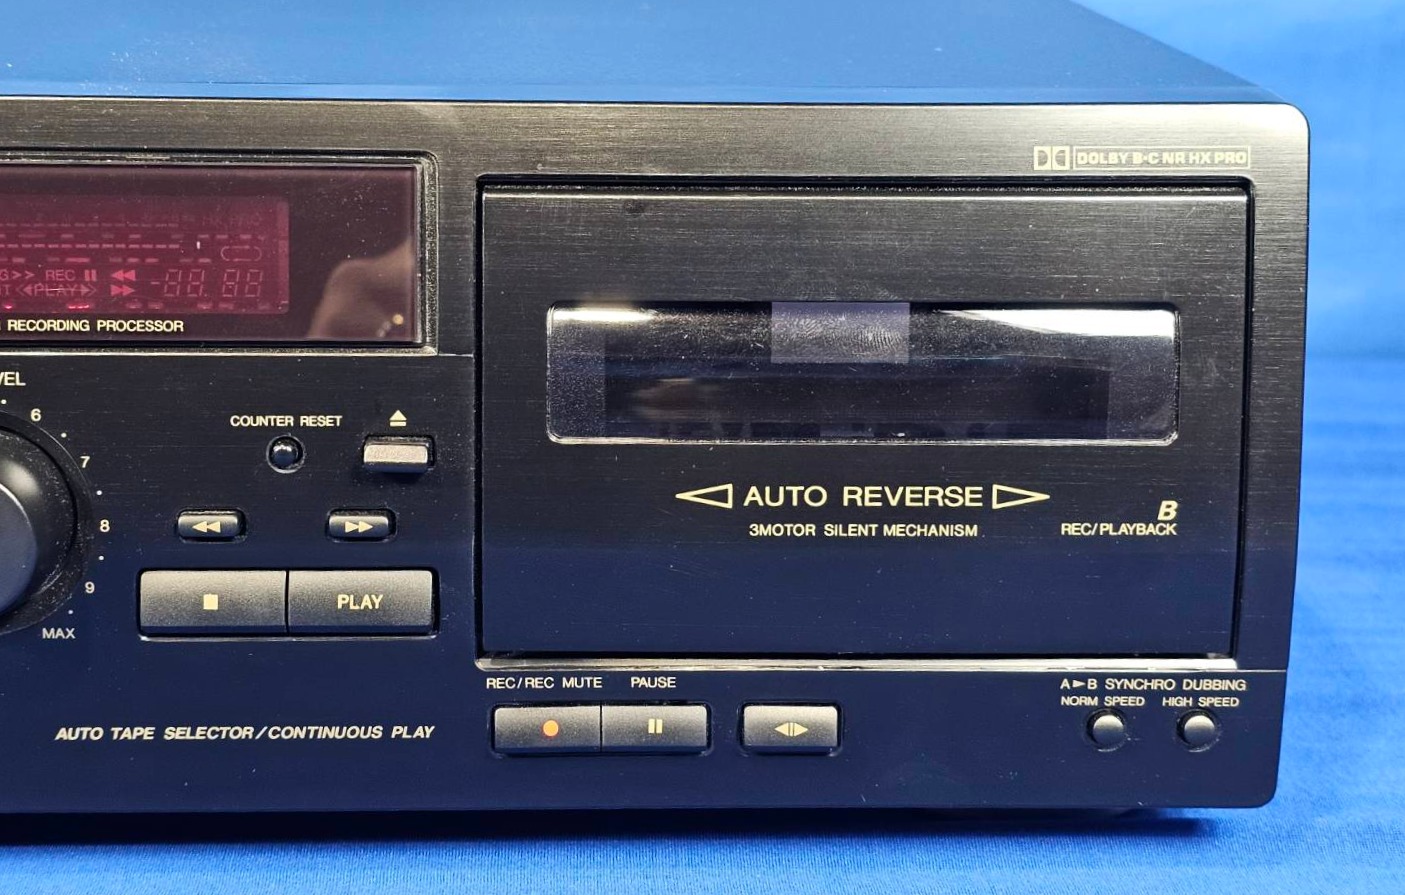 DOLBY B·C NR HX PRO
REC
PLAY
RECORDING PROCESSOR
6
7
8
9
MAX
COUNTER RESET
PLAY
AUTO REVERSE
3MOTOR SILENT MECHANISM
B
REC/PLAYBACK
REC/REC MUTE PAUSE
A►B SYNCHRO DUBBING
NORM SPEED HIGH SPEED
AUTO TAPE SELECTOR/CONTINUOUS PLAY